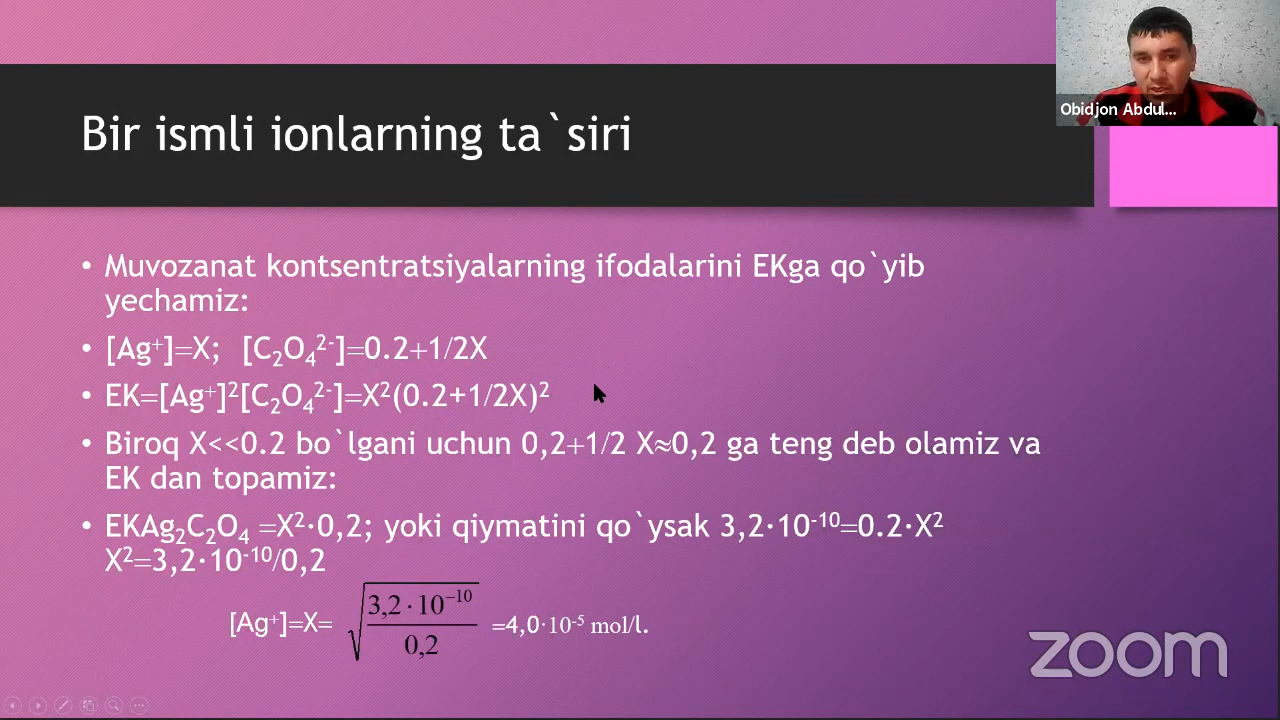 Obidjon Abdul...
Bir ismli ionlarning ta`siri
• Muvozanat kontsentratsiyalarning ifodalarini EKga qo`yib
yechamiz:
• [Ag⁺]=X; [C₂O₄²⁻]=0.2+1/2X
• EK=[Ag⁺]²[C₂O₄²⁻]=X²(0.2+1/2X)²
• Biroq X<<0.2 bo`lgani uchun 0,2+1/2 X≈0,2 ga teng deb olamiz va
EK dan topamiz:
• EKAg₂C₂O₄ =X²·0,2; yoki qiymatini qo`ysak 3,2·10⁻¹⁰=0.2·X²
X²=3,2·10⁻¹⁰/0,2
[Ag⁺]=X= √(3,2·10⁻¹⁰/0,2) =4,0·10⁻⁵ mol/l.
zoom